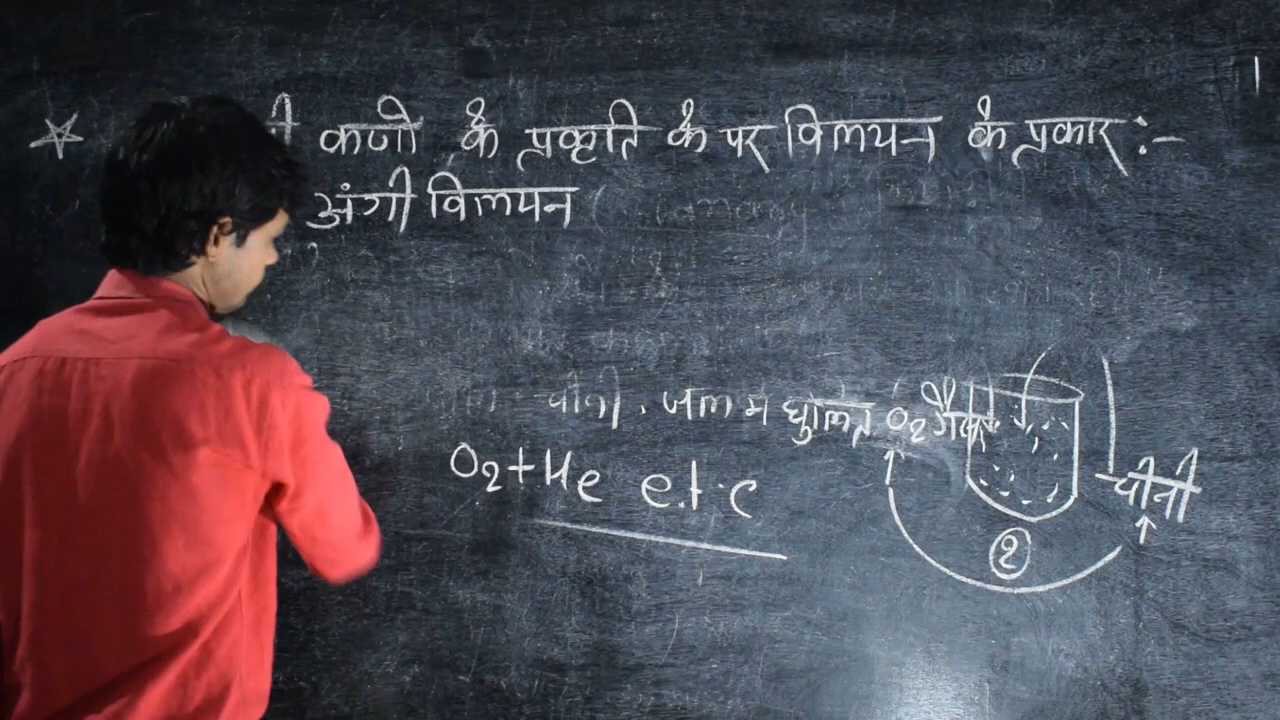 कणो के प्रकृति के पर विलयन के प्रकार :-
अंगी विलयन
चीनी, जल में घुलित O₂ गैस
O₂+He e.t.c
चीनी
②